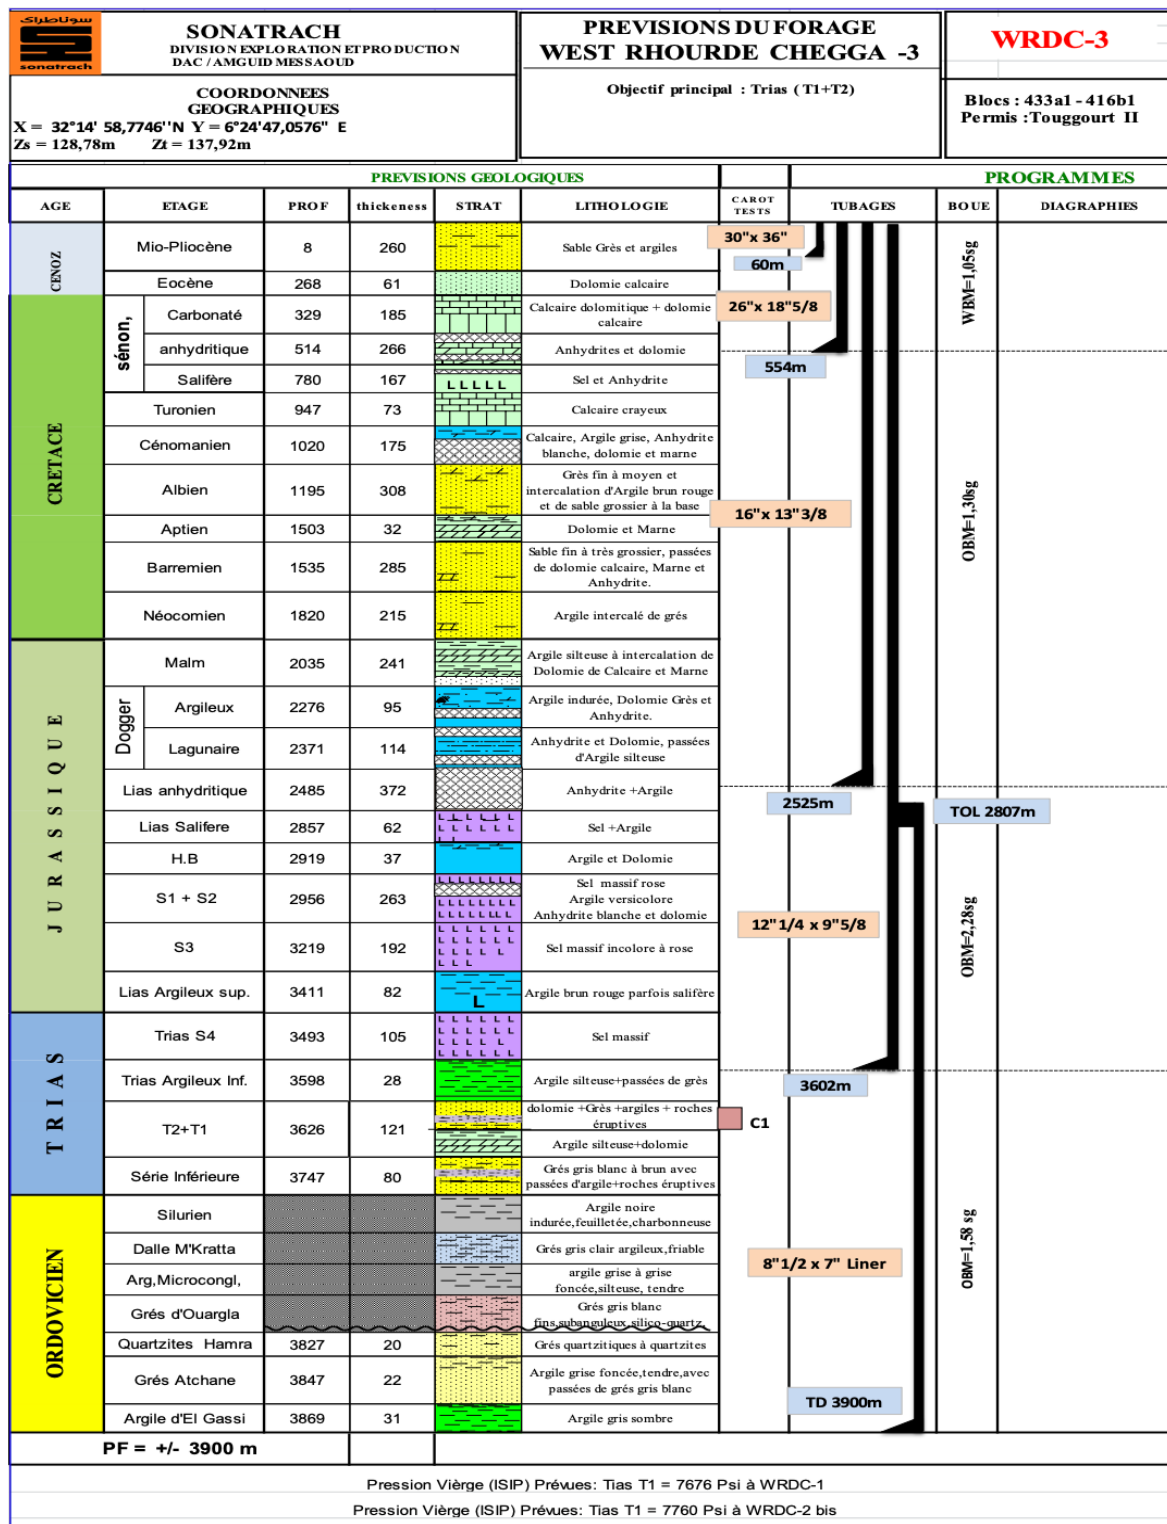 سوناطراك
sonatrach
SONATRACH
DIVISION EXPLORATION ET PRODUCTION
DAC / AMGUID MESSAOUD
COORDONNEES
GEOGRAPHIQUES
X = 32°14' 58,7746''N Y = 6°24'47,0576" E
Zs = 128,78m Zt = 137,92m
PREVISIONS DU FORAGE
WEST RHOURDE CHEGGA -3
Objectif principal : Trias ( T1+T2)
WRDC-3
Blocs : 433a1 - 416b1
Permis :Touggourt II
PREVISIONS GEOLOGIQUES
PROGRAMMES
AGE ETAGE PROF thickeness STRAT LITHOLOGIE CAROT TESTS TUBAGES BOUE DIAGRAPHIES
CENOZ
Mio-Pliocène 8 260 Sable Grès et argiles
30"x 36"
60m
WBM=1,05sg
Eocène 268 61 Dolomie calcaire
CRETACE
sénon,
Carbonaté 329 185 Calcaire dolomitique + dolomie
calcaire
26"x 18"5/8
anhydritique 514 266 Anhydrites et dolomie
554m
Salifère 780 167 L L L L L Sel et Anhydrite
Turonien 947 73 Calcaire crayeux
Cénomanien 1020 175 Calcaire, Argile grise, Anhydrite
blanche, dolomie et marne
Albien 1195 308 Grès fin à moyen et
intercalation d'Argile brun rouge
et de sable grossier à la base
16"x 13"3/8
OBM=1,30sg
Aptien 1503 32 Dolomie et Marne
Barremien 1535 285 Sable fin à très grossier, passées
de dolomie calcaire, Marne et
Anhydrite.
Néocomien 1820 215 Argile intercalé de grés
JURASSIQUE
Malm 2035 241 Argile silteuse à intercalation de
Dolomie de Calcaire et Marne
Dogger
Argileux 2276 95 Argile indurée, Dolomie Grès et
Anhydrite.
Lagunaire 2371 114 Anhydrite et Dolomie, passées
d'Argile silteuse
Lias anhydritique 2485 372 Anhydrite +Argile
2525m
TOL 2807m
Lias Salifere 2857 62 Sel +Argile
H.B 2919 37 Argile et Dolomie
S1 + S2 2956 263 Sel massif rose
Argile versicolore
Anhydrite blanche et dolomie
12"1/4 x 9"5/8
OBM=2,28sg
S3 3219 192 Sel massif incolore à rose
Lias Argileux sup. 3411 82 L Argile brun rouge parfois salifère
TRIAS
Trias S4 3493 105 Sel massif
Trias Argileux Inf. 3598 28 Argile silteuse+passées de grès
3602m
T2+T1 3626 121 dolomie +Grès +argiles + roches
éruptives
Argile silteuse+dolomie
C1
Série Inférieure 3747 80 Grés gris blanc à brun avec
passées d'argile+roches éruptives
ORDOVICIEN
Silurien Argile noire
indurée,feuilletée,charbonneuse
Dalle M'Kratta Grés gris clair argileux,friable
8"1/2 x 7" Liner
OBM=1,58 sg
Arg,Microcongl, argile grise à grise
foncée,silteuse, tendre
Grés d'Ouargla Grés gris blanc
fins,subanguleux silico-quartz.
Quartzites Hamra 3827 20 Grés quartzitiques à quartzites
Grés Atchane 3847 22 Argile grise foncée,tendre,avec
passées de grés gris blanc
TD 3900m
Argile d'El Gassi 3869 31 Argile gris sombre
PF = +/- 3900 m
Pression Vièrge (ISIP) Prévues: Tias T1 = 7676 Psi à WRDC-1
Pression Vièrge (ISIP) Prévues: Tias T1 = 7760 Psi à WRDC-2 bis